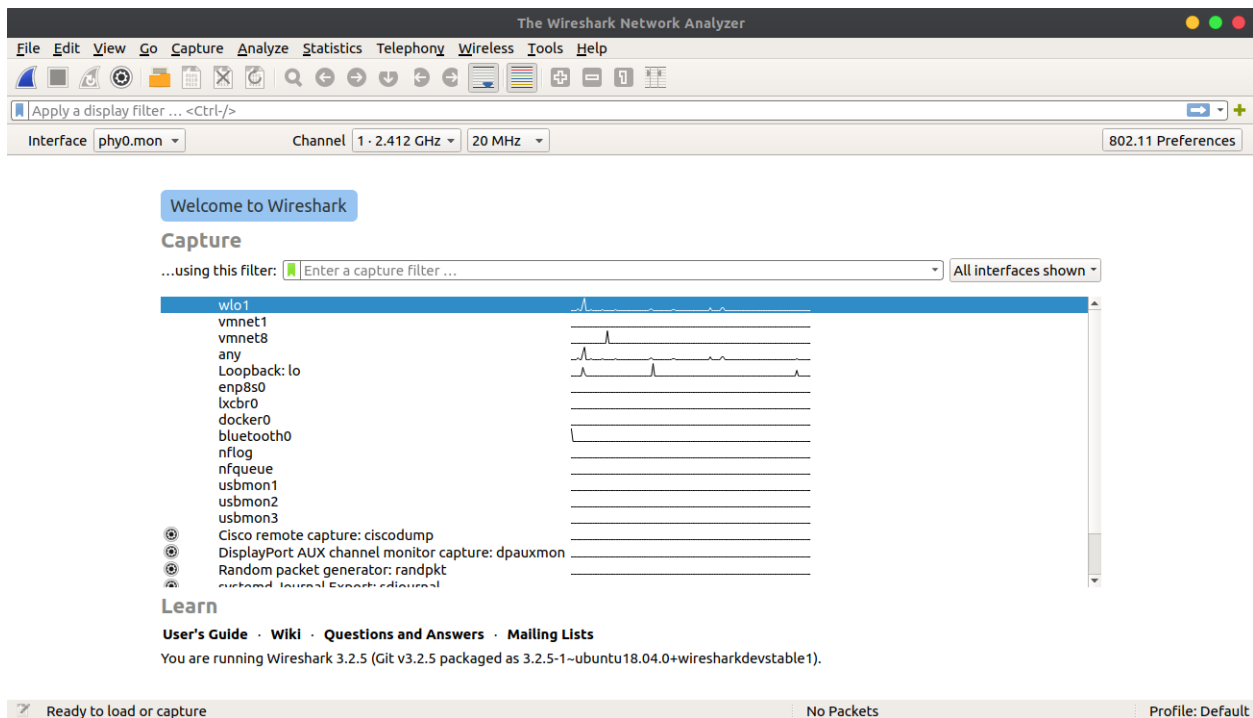 The Wireshark Network Analyzer
File Edit View Go Capture Analyze Statistics Telephony Wireless Tools Help
Apply a display filter … <Ctrl-/>
Interface phy0.mon Channel 1 · 2.412 GHz 20 MHz 802.11 Preferences
Welcome to Wireshark
Capture
…using this filter: Enter a capture filter … All interfaces shown
wlo1
vmnet1
vmnet8
any
Loopback: lo
enp8s0
lxcbr0
docker0
bluetooth0
nflog
nfqueue
usbmon1
usbmon2
usbmon3
Cisco remote capture: ciscodump
DisplayPort AUX channel monitor capture: dpauxmon
Random packet generator: randpkt
systemd Journal Export: sdjournal
Learn
User's Guide · Wiki · Questions and Answers · Mailing Lists
You are running Wireshark 3.2.5 (Git v3.2.5 packaged as 3.2.5-1~ubuntu18.04.0+wiresharkdevstable1).
Ready to load or capture No Packets Profile: Default